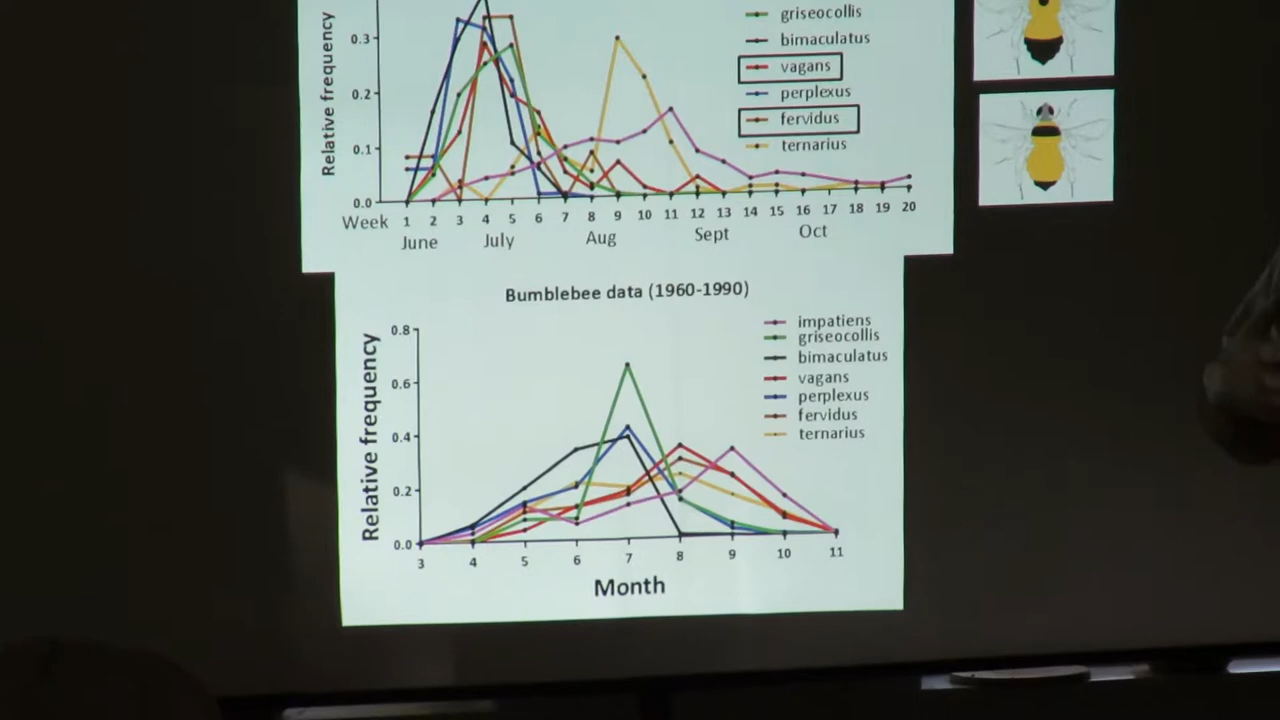 Relative frequency
0.3
0.2
0.1
0.0
griseocollis
bimaculatus
vagans
perplexus
fervidus
ternarius
Week 1 2 3 4 5 6 7 8 9 10 11 12 13 14 15 16 17 18 19 20
June July Aug Sept Oct
Bumblebee data (1960-1990)
Relative frequency
0.8
0.6
0.4
0.2
0.0
impatiens
griseocollis
bimaculatus
vagans
perplexus
fervidus
ternarius
3 4 5 6 7 8 9 10 11
Month